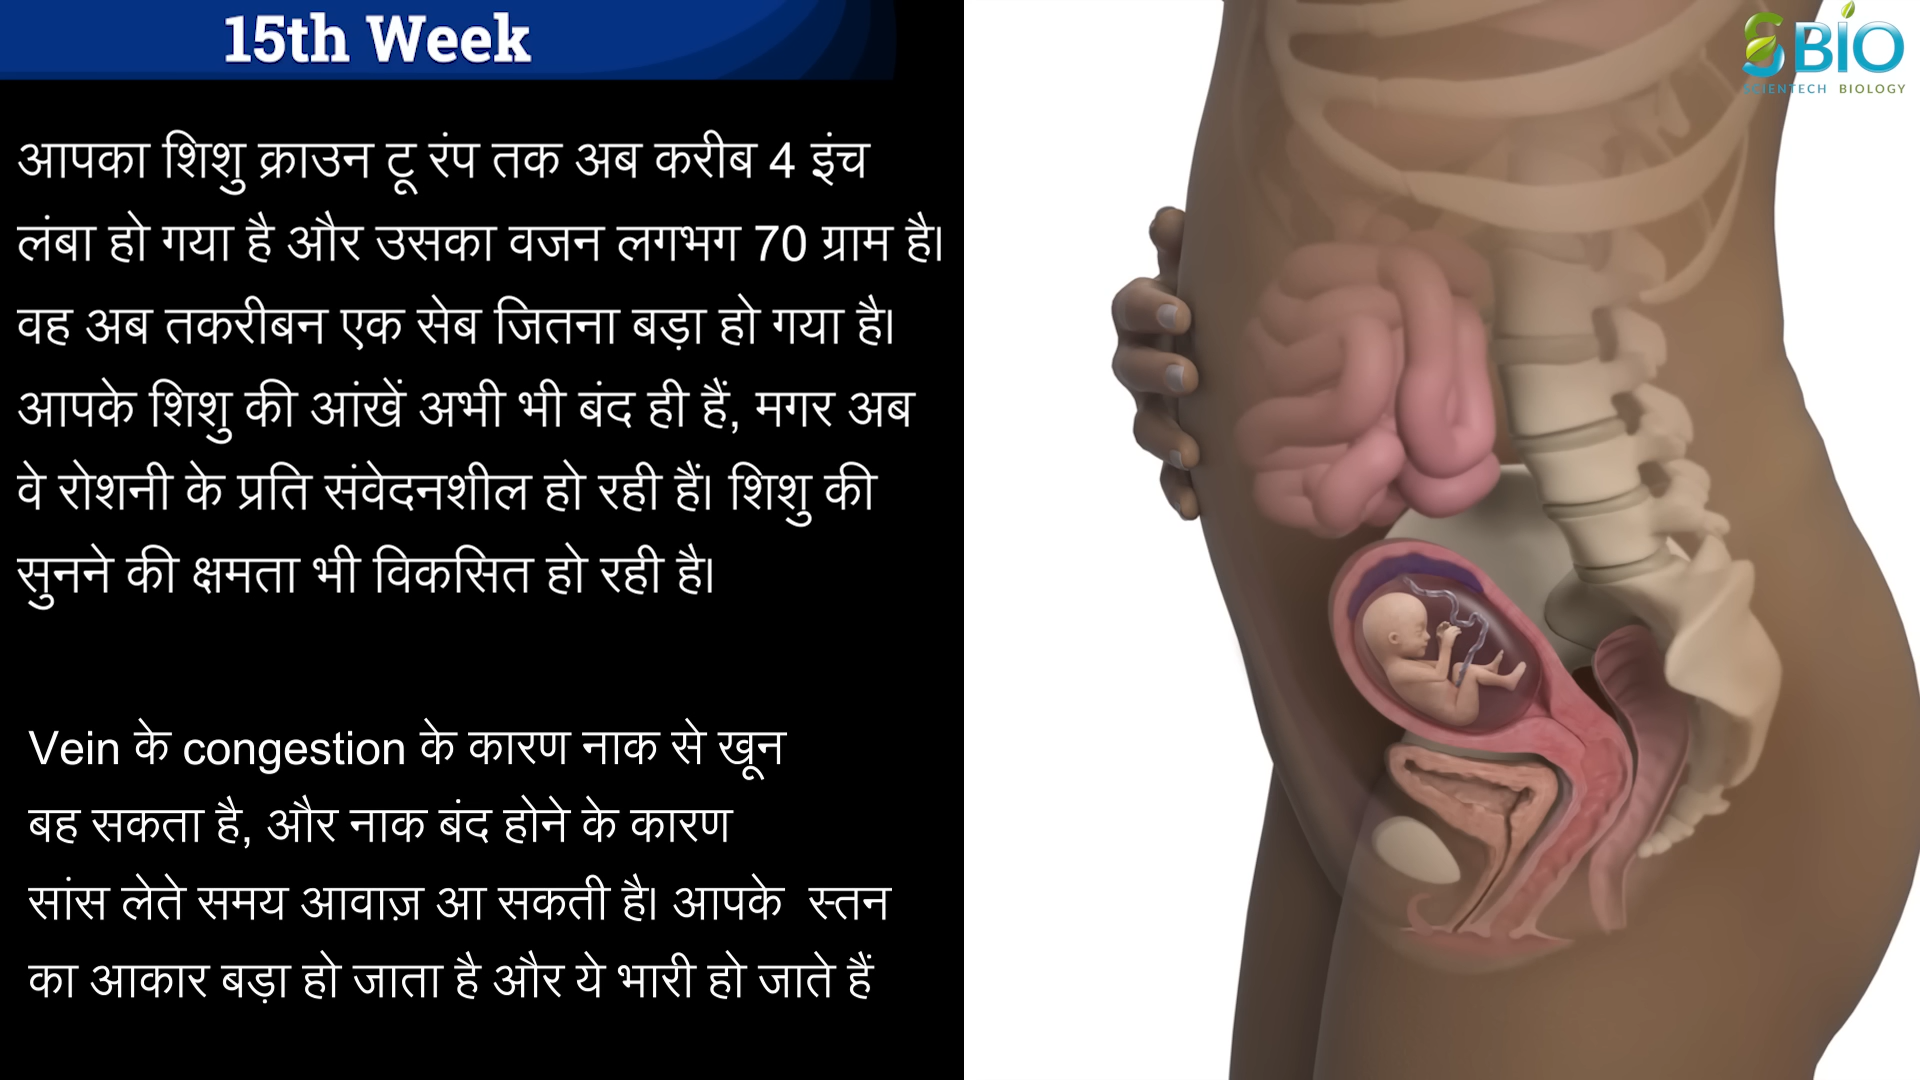 15th Week
आपका शिशु क्राउन टू रंप तक अब करीब 4 इंच
लंबा हो गया है और उसका वजन लगभग 70 ग्राम है।
वह अब तकरीबन एक सेब जितना बड़ा हो गया है।
आपके शिशु की आंखें अभी भी बंद ही हैं, मगर अब
वे रोशनी के प्रति संवेदनशील हो रही हैं। शिशु की
सुनने की क्षमता भी विकसित हो रही है।
Vein के congestion के कारण नाक से खून
बह सकता है, और नाक बंद होने के कारण
सांस लेते समय आवाज़ आ सकती है। आपके स्तन
का आकार बड़ा हो जाता है और ये भारी हो जाते हैं
SBIO
SCIENTECH BIOLOGY